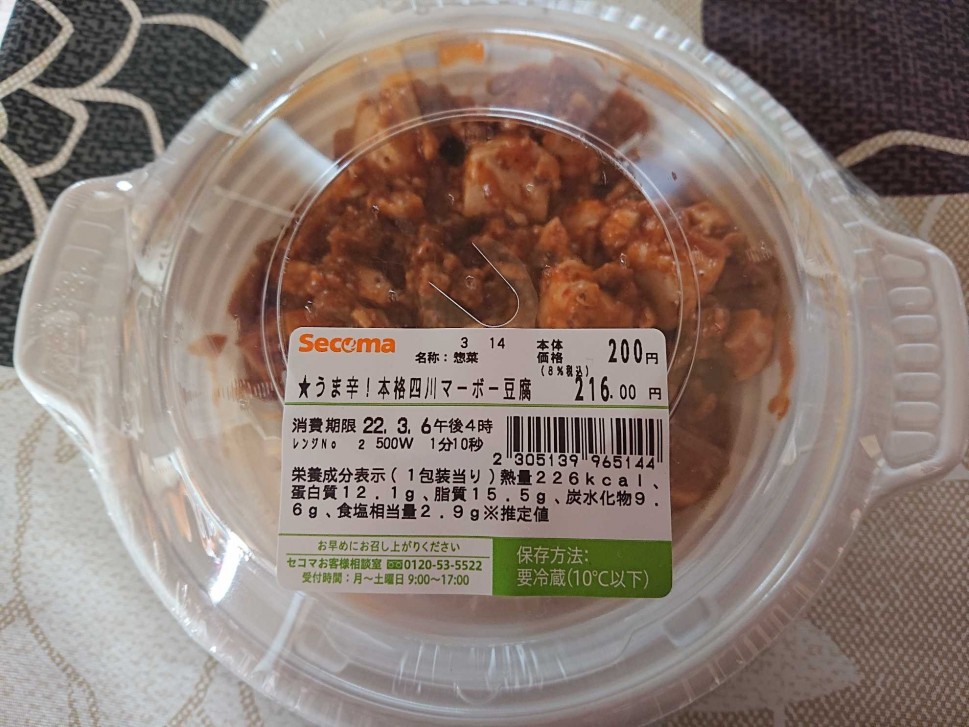 Secoma
3 14
名称：惣菜
本体
価格
200円
(8%税込)
216.00 円
★うま辛！本格四川マーボー豆腐
消費期限 22. 3. 6午後4時
レンジNo 2 500W 1分10秒
2 305139 965144
栄養成分表示(1包装当り)熱量226kcal、
蛋白質12.1g、脂質15.5g、炭水化物9.
6g、食塩相当量2.9g※推定値
お早めにお召し上がりください
セコマお客様相談室 0120-53-5522
受付時間：月〜土曜日 9:00〜17:00
保存方法:
要冷蔵(10℃以下)